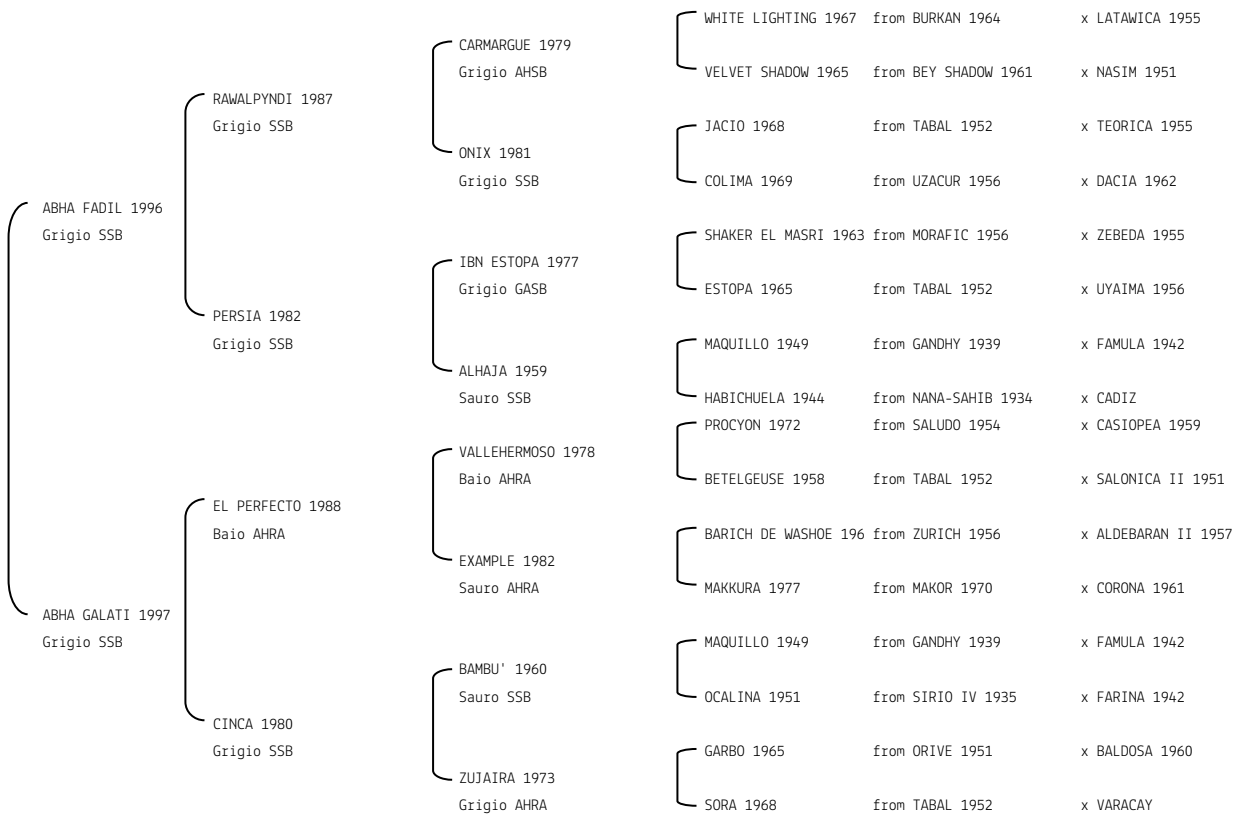 WHITE LIGHTING 1967 from BURKAN 1964 x LATAWICA 1955
CARMARGUE 1979
Grigio AHSB VELVET SHADOW 1965 from BEY SHADOW 1961 x NASIM 1951
RAWALPYNDI 1987
Grigio SSB JACIO 1968 from TABAL 1952 x TEORICA 1955
ONIX 1981
Grigio SSB COLIMA 1969 from UZACUR 1956 x DACIA 1962
ABHA FADIL 1996
Grigio SSB SHAKER EL MASRI 1963 from MORAFIC 1956 x ZEBEDA 1955
IBN ESTOPA 1977
Grigio GASB ESTOPA 1965 from TABAL 1952 x UYAIMA 1956
PERSIA 1982
Grigio SSB MAQUILLO 1949 from GANDHY 1939 x FAMULA 1942
ALHAJA 1959
Sauro SSB HABICHUELA 1944 from NANA-SAHIB 1934 x CADIZ
PROCYON 1972 from SALUDO 1954 x CASIOPEA 1959
VALLEHERMOSO 1978
Baio AHRA BETELGEUSE 1958 from TABAL 1952 x SALONICA II 1951
EL PERFECTO 1988
Baio AHRA BARICH DE WASHOE 196 from ZURICH 1956 x ALDEBARAN II 1957
EXAMPLE 1982
Sauro AHRA MAKKURA 1977 from MAKOR 1970 x CORONA 1961
ABHA GALATI 1997
Grigio SSB MAQUILLO 1949 from GANDHY 1939 x FAMULA 1942
BAMBU' 1960
Sauro SSB OCALINA 1951 from SIRIO IV 1935 x FARINA 1942
CINCA 1980
Grigio SSB GARBO 1965 from ORIVE 1951 x BALDOSA 1960
ZUJAIRA 1973
Grigio AHRA SORA 1968 from TABAL 1952 x VARACAY